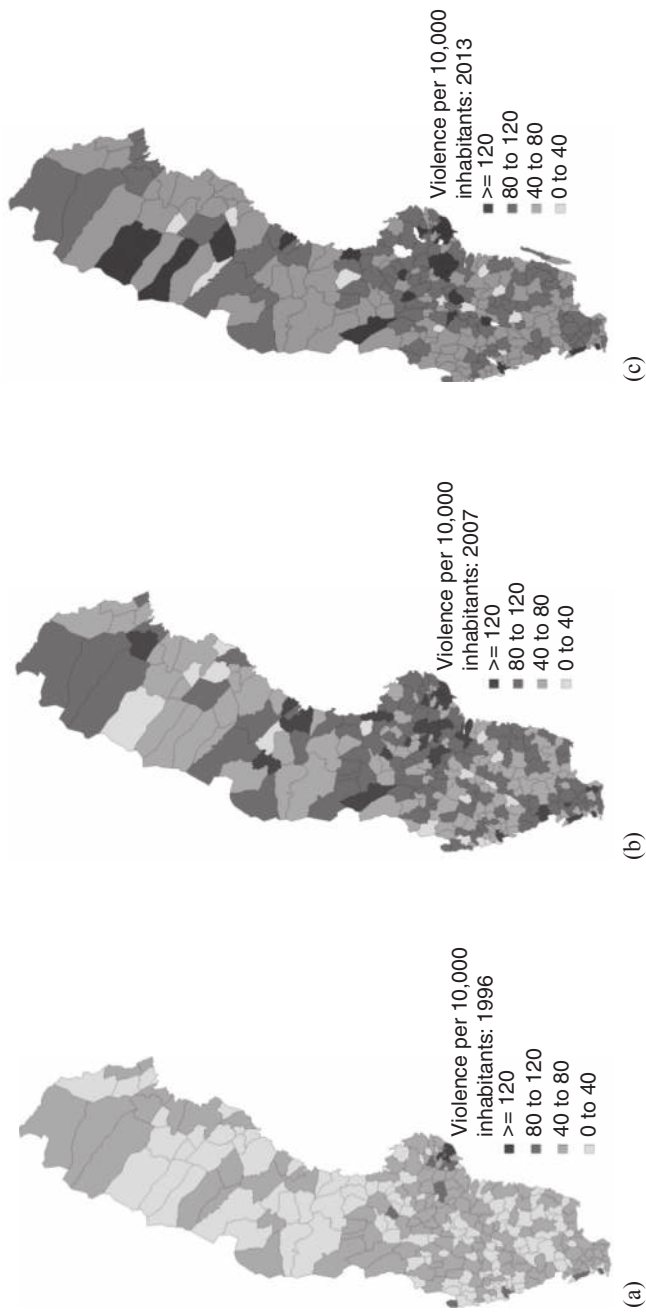 (a)
Violence per 10,000
inhabitants: 1996
>= 120
80 to 120
40 to 80
0 to 40
(b)
Violence per 10,000
inhabitants: 2007
>= 120
80 to 120
40 to 80
0 to 40
(c)
Violence per 10,000
inhabitants: 2013
>= 120
80 to 120
40 to 80
0 to 40